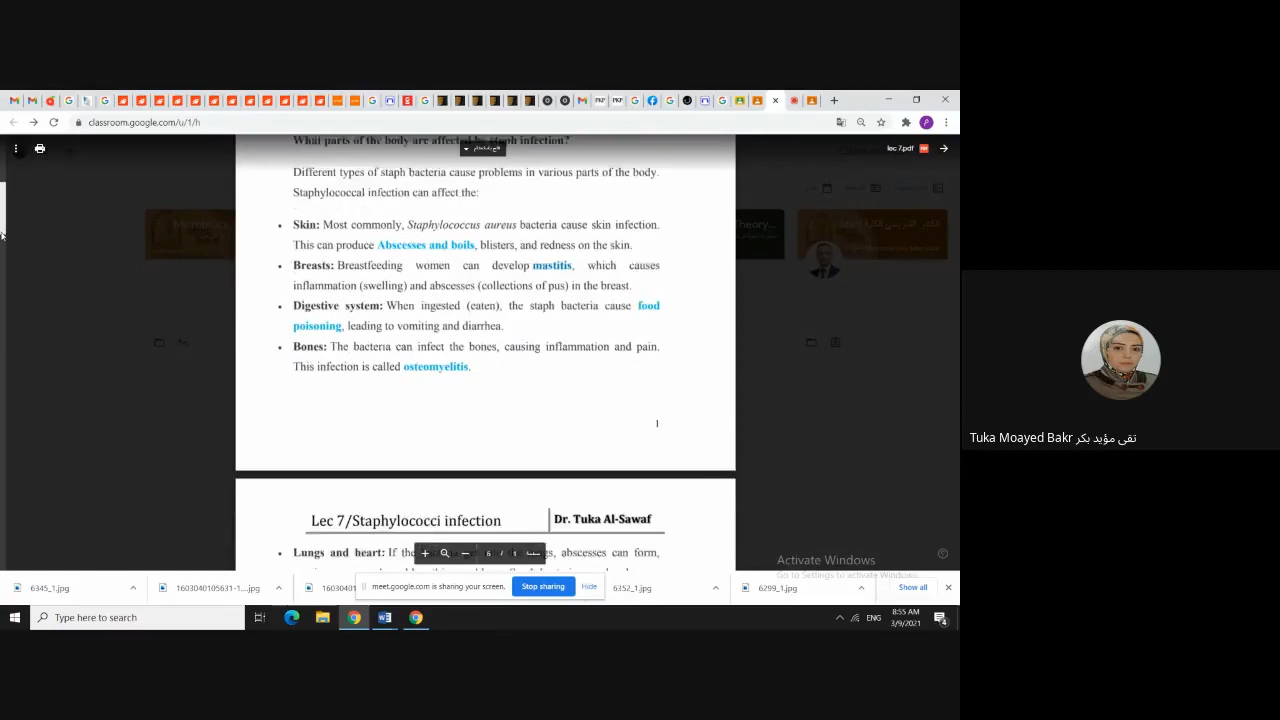 classroom.google.com/u/1/h
What parts of the body are affected by staph infection?
lec 7.pdf
Different types of staph bacteria cause problems in various parts of the body.
Staphylococcal infection can affect the:
• Skin: Most commonly, Staphylococcus aureus bacteria cause skin infection.
This can produce Abscesses and boils, blisters, and redness on the skin.
• Breasts: Breastfeeding women can develop mastitis, which causes
inflammation (swelling) and abscesses (collections of pus) in the breast.
• Digestive system: When ingested (eaten), the staph bacteria cause food
poisoning, leading to vomiting and diarrhea.
• Bones: The bacteria can infect the bones, causing inflammation and pain.
This infection is called osteomyelitis.
1
Lec 7/Staphylococci infection
Dr. Tuka Al-Sawaf
• Lungs and heart: If the
abscesses can form,
Theory...
Tuka Moayed Bakr تقى مؤيد بكر
Activate Windows
Go to Settings to activate Windows.
6345_1.jpg
1603040105631-1....jpg
meet.google.com is sharing your screen.
Stop sharing
Hide
6352_1.jpg
6299_1.jpg
Show all
Type here to search
ENG
8:55 AM
3/9/2021